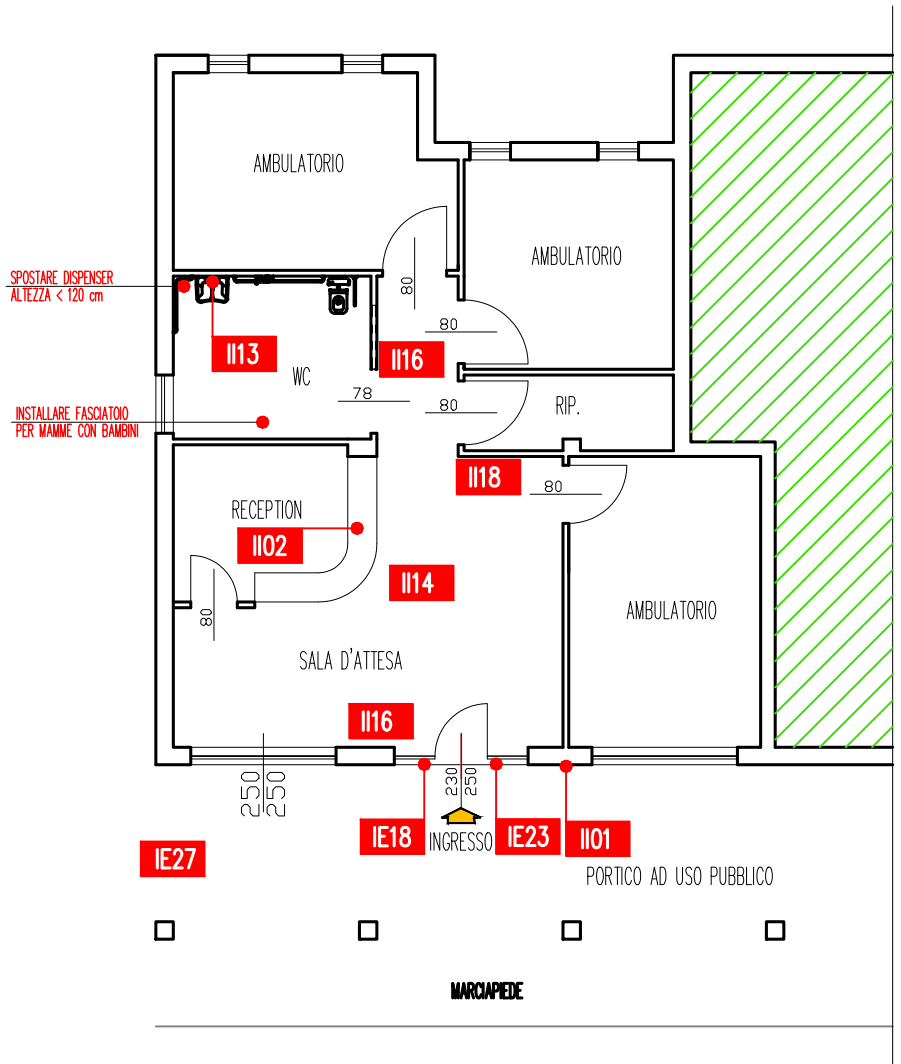 AMBULATORIO
AMBULATORIO
SPOSTARE DISPENSER
ALTEZZA < 120 cm
80
80
II13
II16
WC
78
80
RIP.
INSTALLARE FASCIATOIO
PER MAMME CON BAMBINI
II18
80
RECEPTION
II02
II14
80
AMBULATORIO
SALA D'ATTESA
II16
250
250
230
250
IE18
INGRESSO
IE23
II01
IE27
PORTICO AD USO PUBBLICO
MARCIAPIEDE